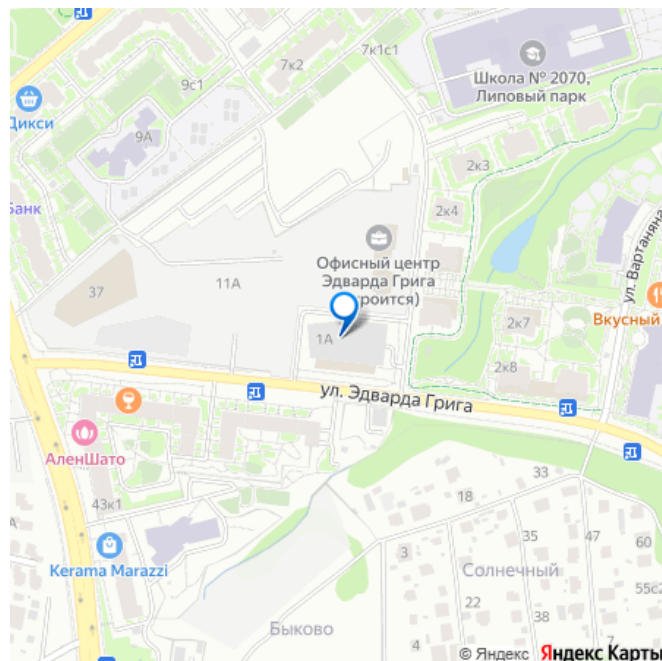 7к1с1
7к2
9с1
Школа № 2070,
Липовый парк
Дикси
9А
2к3
2к4
Банк
ул. Вартаняна
Офисный центр
Эдварда Грига
роится)
11А
37
Вкусный
2к7
1А
2к8
ул. Эдварда Грига
АленШато
33
43к1
18
35
47
60
3
Kerama Marazzi
4
Солнечный
55с2
22
38
Быково
7
© Яндекс Яндекс Карты